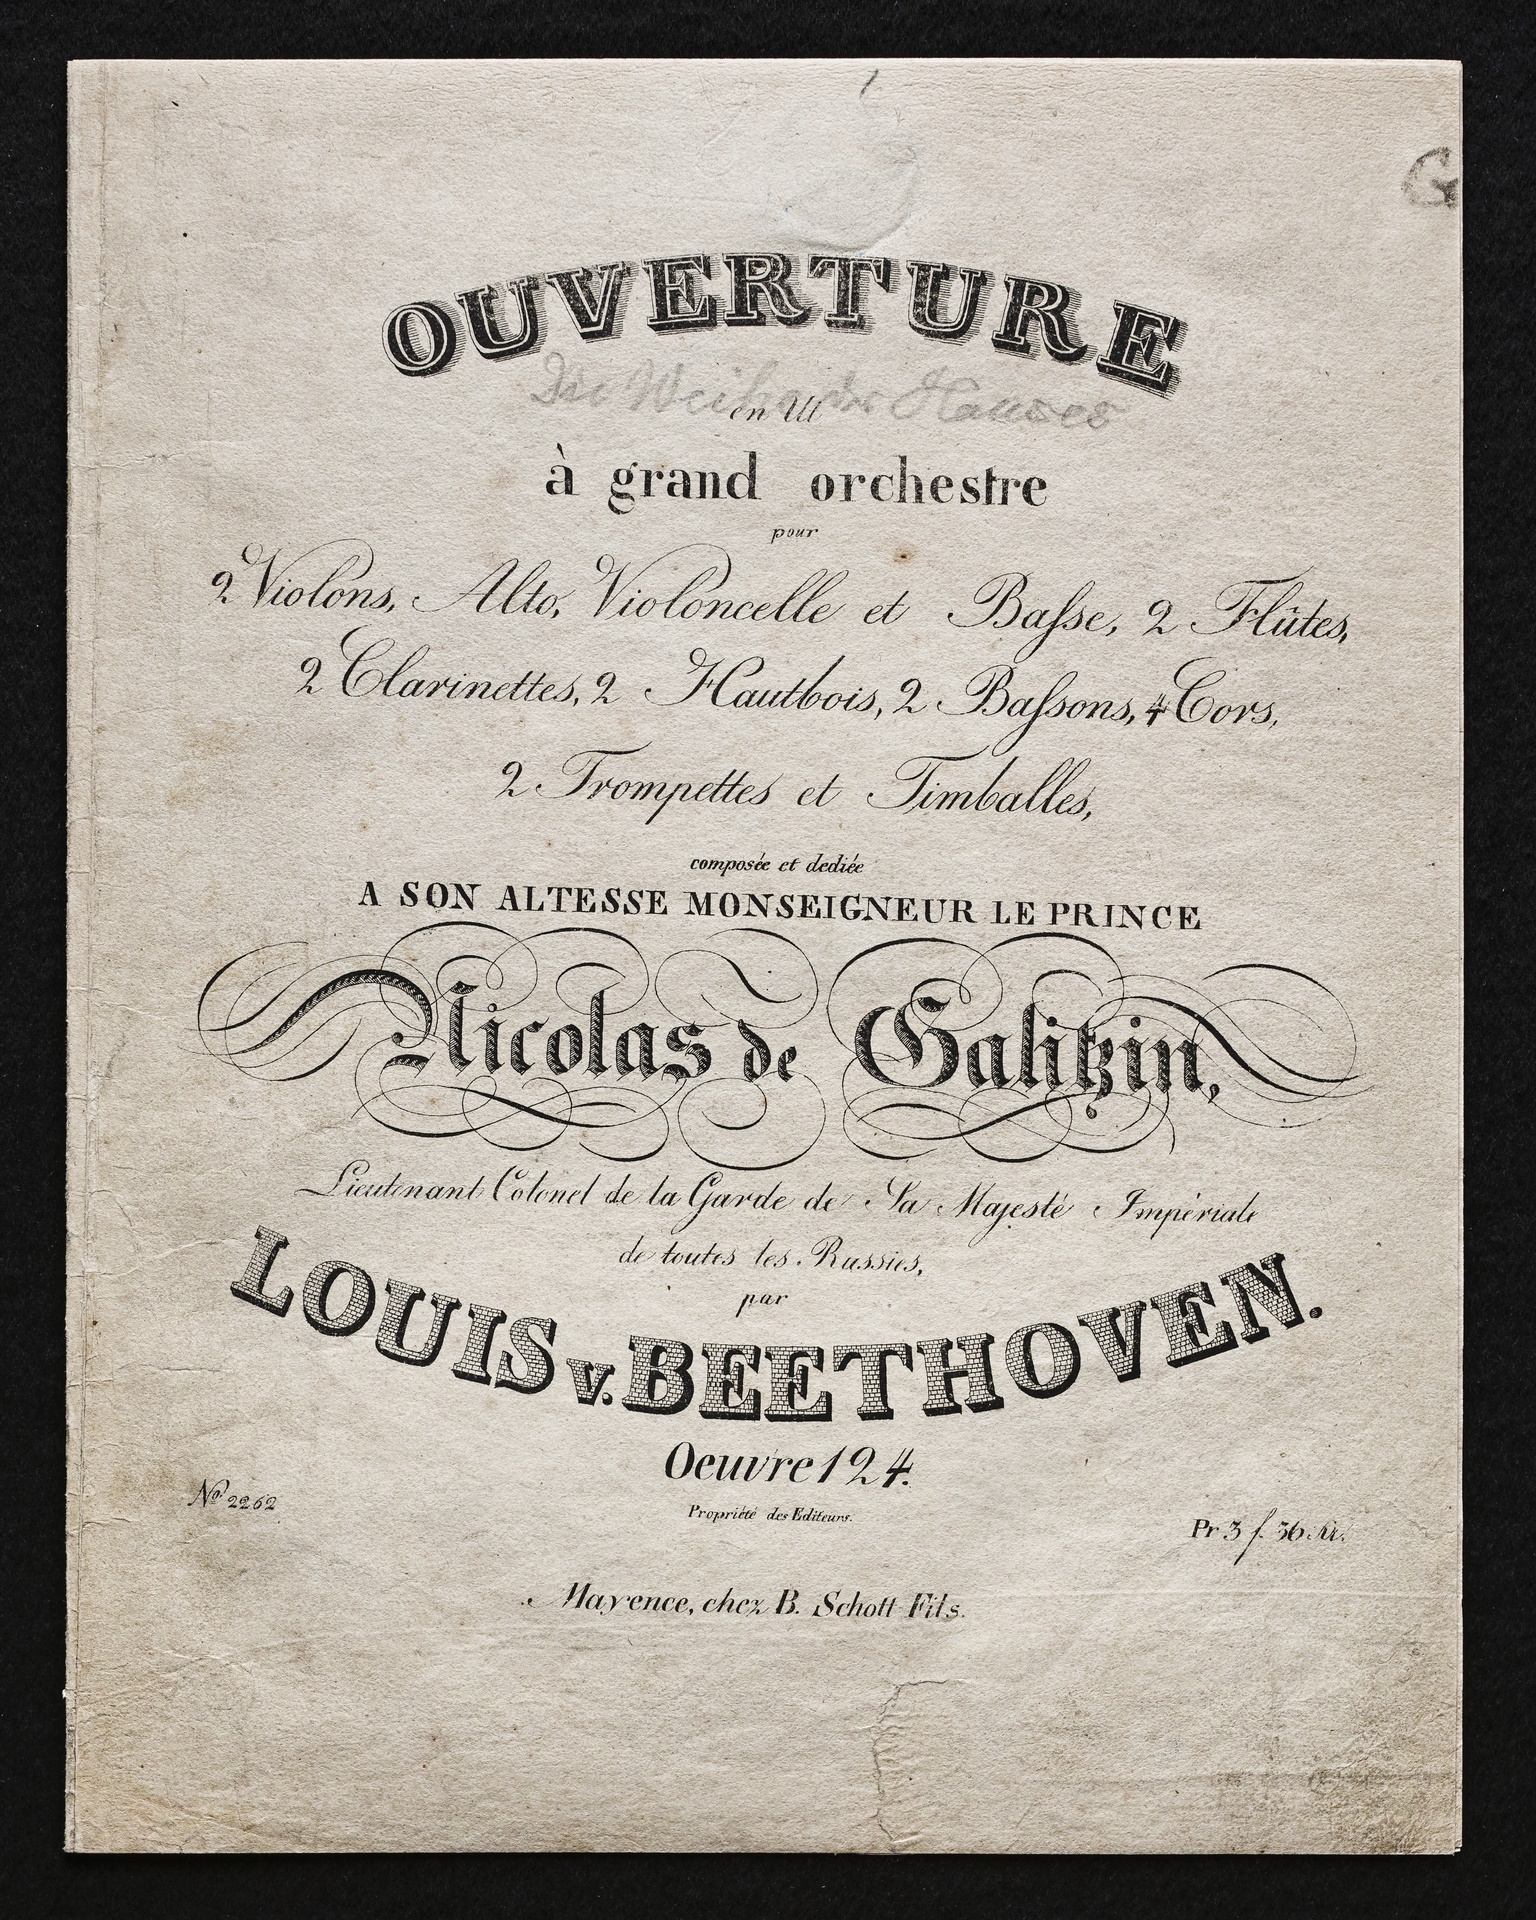 OUVERTURE
Die Weihe des Hauses
en Ut
à grand orchestre
pour
2 Violons, Alto, Violoncelle et Baſse, 2 Flûtes,
2 Clarinettes, 2 Hautbois, 2 Baſsons, 4 Cors,
2 Trompettes et Timballes,
composée et dediée
A SON ALTESSE MONSEIGNEUR LE PRINCE
Nicolas de Galitzin,
Lieutenant Colonel de la Garde de Sa Majesté Impériale
de toutes les Russies,
par
LOUIS v. BEETHOVEN.
Oeuvre 124.
No. 2262.
Propriété des Editeurs.
Pr 3 f. 36 Kr.
Mayence, chez B. Schott Fils.